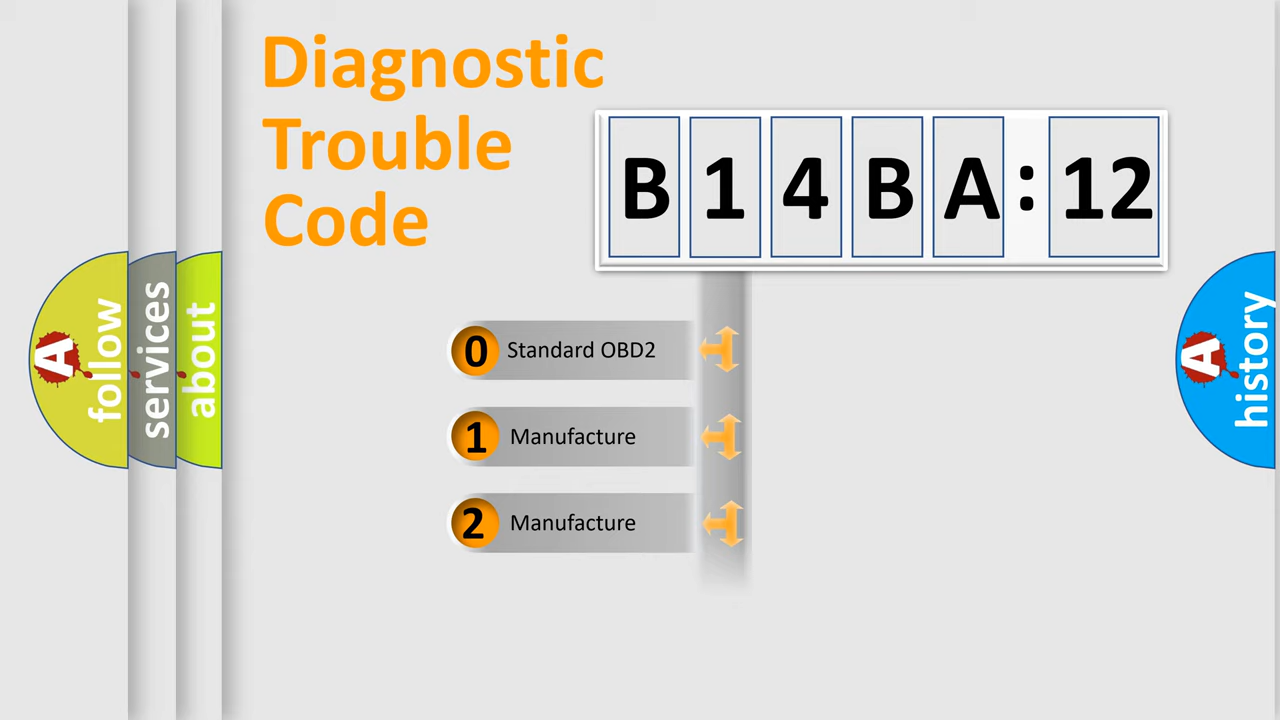 Diagnostic
Trouble
Code
B 1 4 B A : 12
0 Standard OBD2
1 Manufacture
2 Manufacture
A follow
services
about
A history